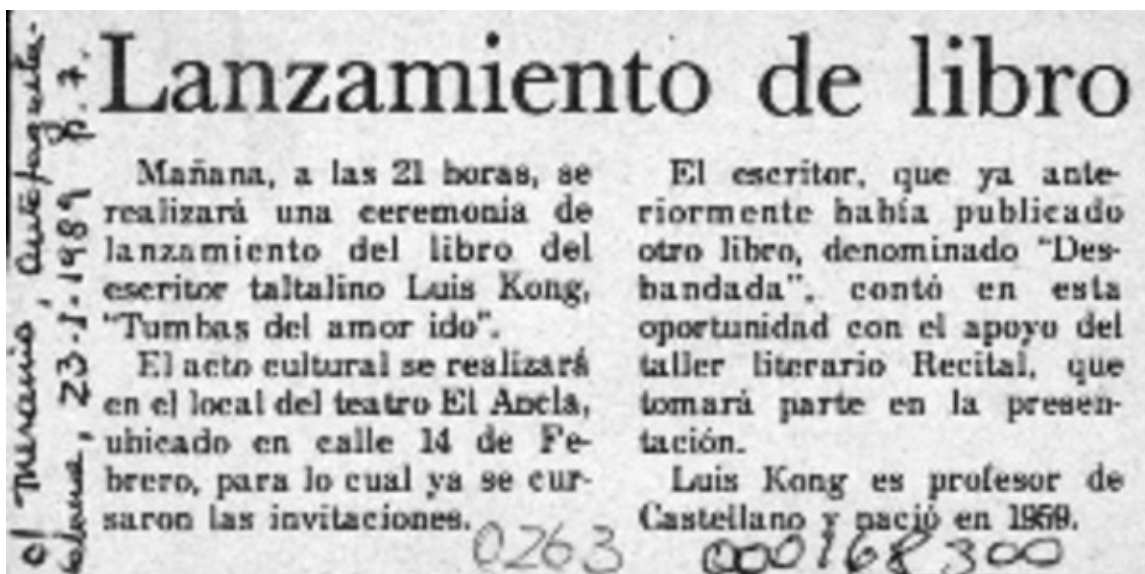 Lanzamiento de libro
Mañana, a las 21 horas, se
realizará una ceremonia de
lanzamiento del libro del
escritor taltalino Luis Kong,
"Tumbas del amor ido".
El acto cultural se realizará
en el local del teatro El Ancla,
ubicado en calle 14 de Fe-
brero, para lo cual ya se cur-
saron las invitaciones.
El escritor, que ya ante-
riormente había publicado
otro libro, denominado "Des-
bandada", contó en esta
oportunidad con el apoyo del
taller literario Recital, que
tomará parte en la presen-
tación.
Luis Kong es profesor de
Castellano y nació en 1959.
0263
000168300
el Mercurio, Antofagasta,
23-1-1989 p. 7.